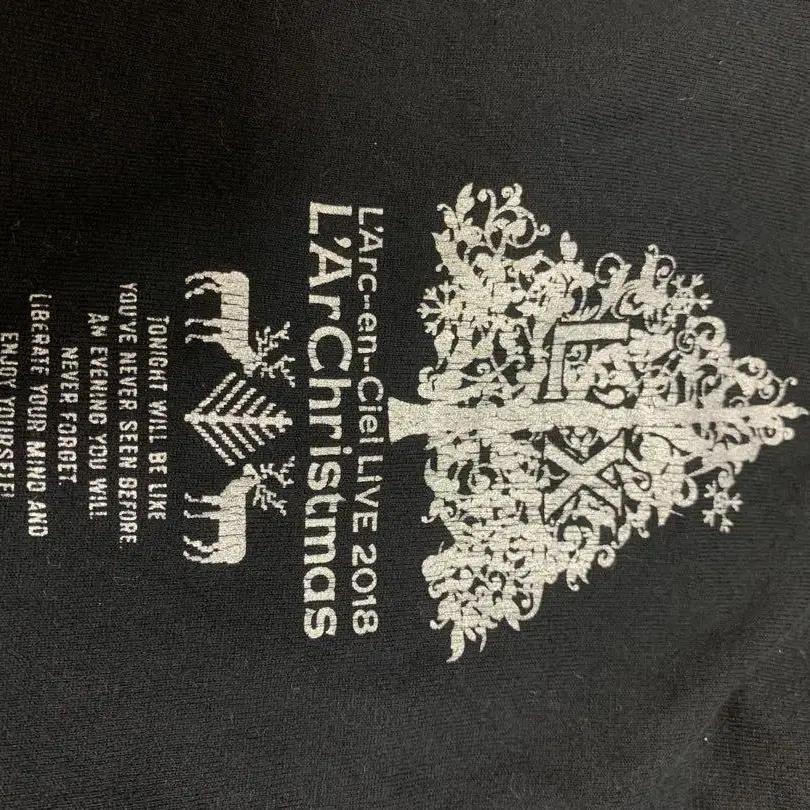 L X
L'Arc-en-Ciel LIVE 2018
L'ArChristmas
TONIGHT WILL BE LIKE
YOU'VE NEVER SEEN BEFORE.
AN EVENING YOU WILL
NEVER FORGET.
LIBERATE YOUR MIND AND
ENJOY YOURSELF!